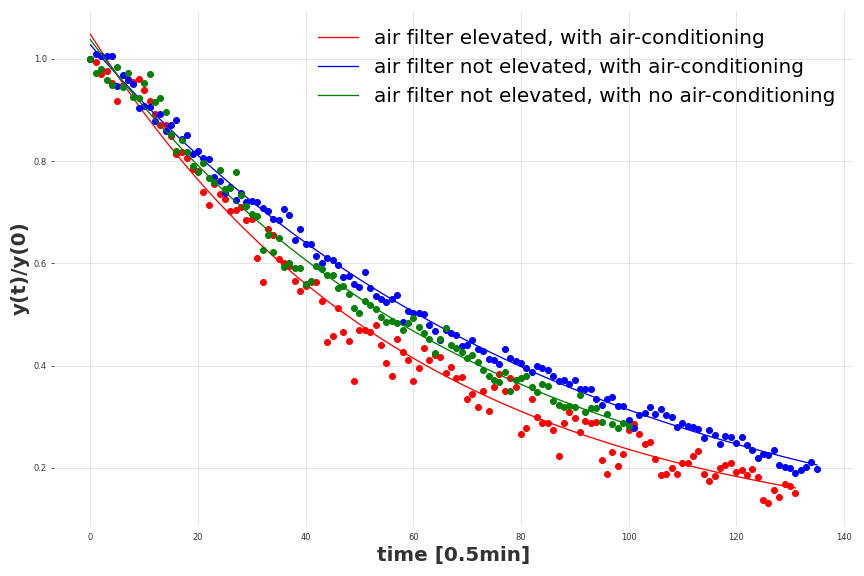 air filter elevated, with air-conditioning
air filter not elevated, with air-conditioning
air filter not elevated, with no air-conditioning
y(t)/y(0)
1.0
0.8
0.6
0.4
0.2
0 20 40 60 80 100 120 140
time [0.5min]